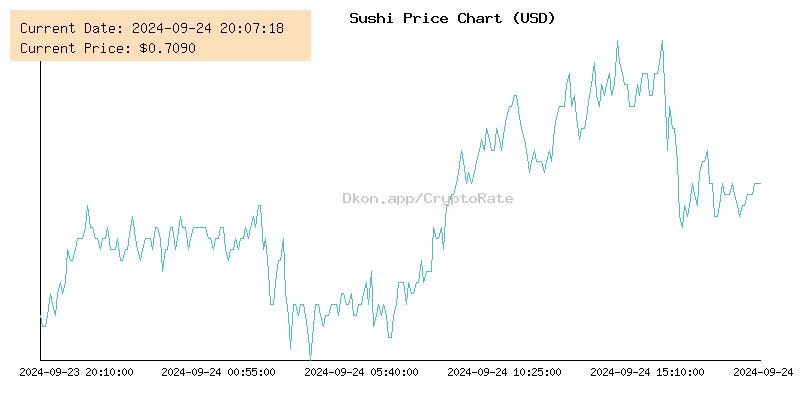 Sushi Price Chart (USD)
Current Date: 2024-09-24 20:07:18
Current Price: $0.7090
Dkon.app/CryptoRate
2024-09-23 20:10:00 2024-09-24 00:55:00 2024-09-24 05:40:00 2024-09-24 10:25:00 2024-09-24 15:10:00 2024-09-24